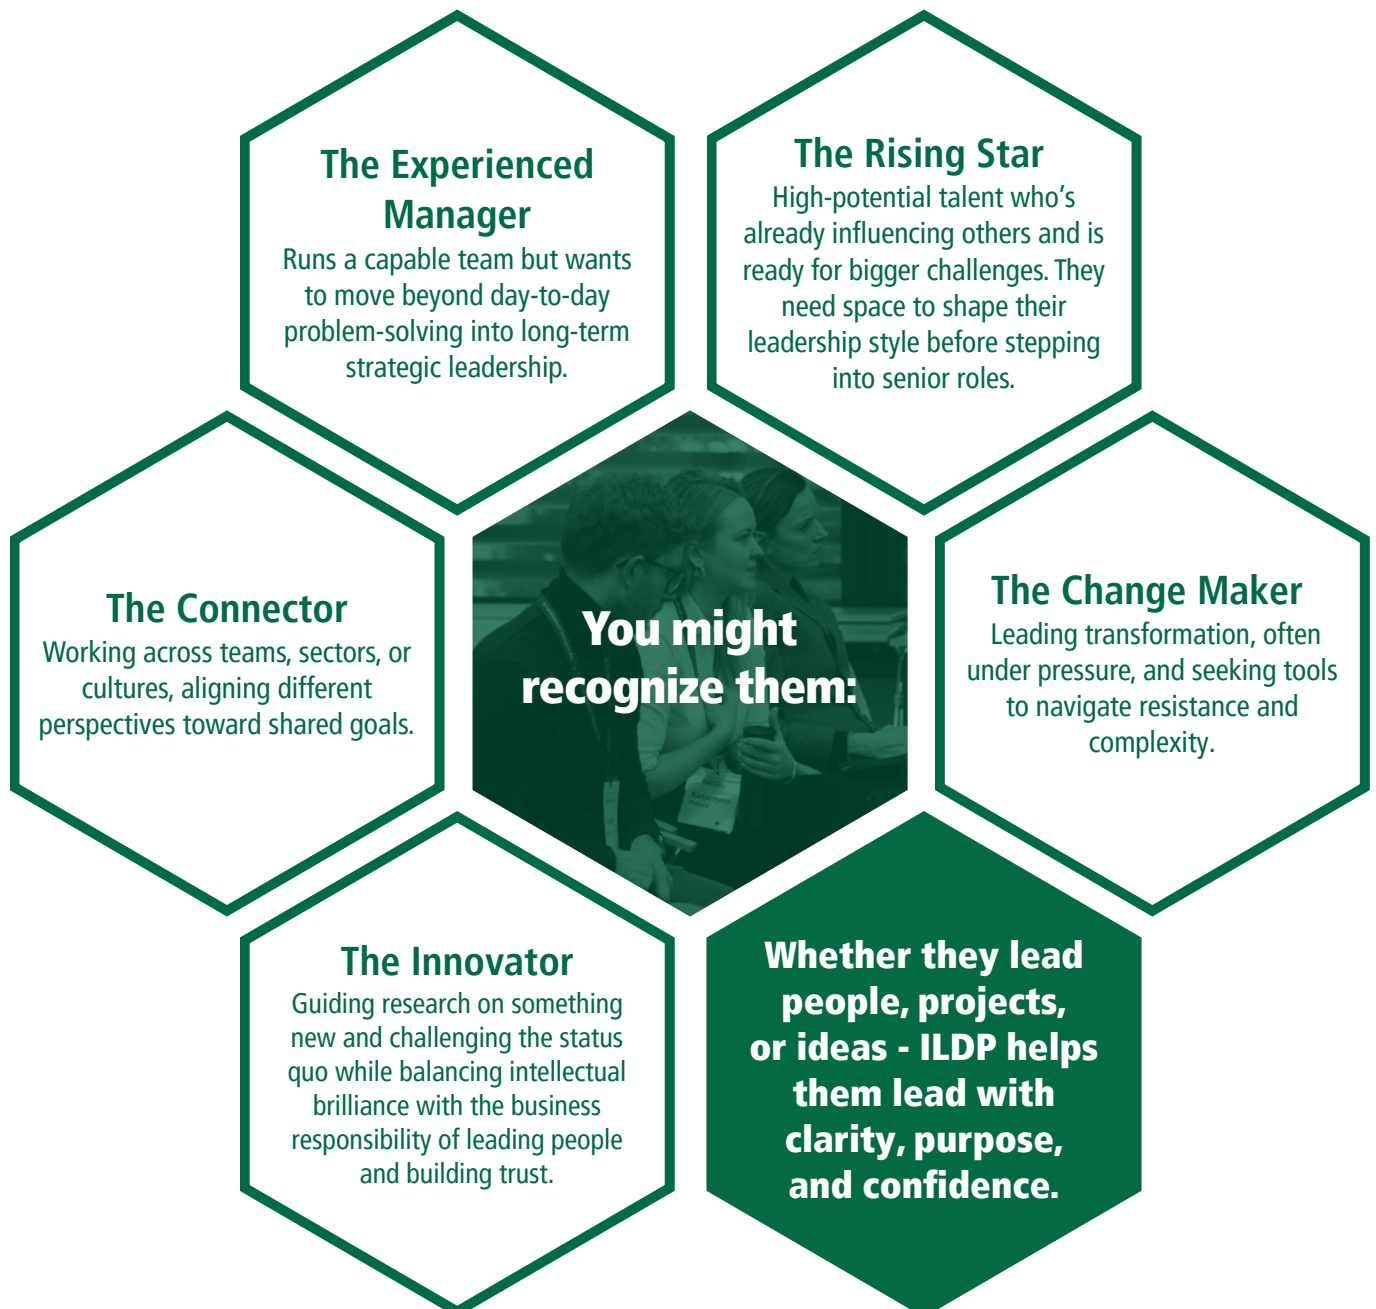 The Experienced
Manager
Runs a capable team but wants
to move beyond day-to-day
problem-solving into long-term
strategic leadership.
The Rising Star
High-potential talent who’s
already influencing others and is
ready for bigger challenges. They
need space to shape their
leadership style before stepping
into senior roles.
The Connector
Working across teams, sectors, or
cultures, aligning different
perspectives toward shared goals.
You might
recognize them:
Katarzyna
The Change Maker
Leading transformation, often
under pressure, and seeking tools
to navigate resistance and
complexity.
The Innovator
Guiding research on something
new and challenging the status
quo while balancing intellectual
brilliance with the business
responsibility of leading people
and building trust.
Whether they lead
people, projects,
or ideas - ILDP helps
them lead with
clarity, purpose,
and confidence.